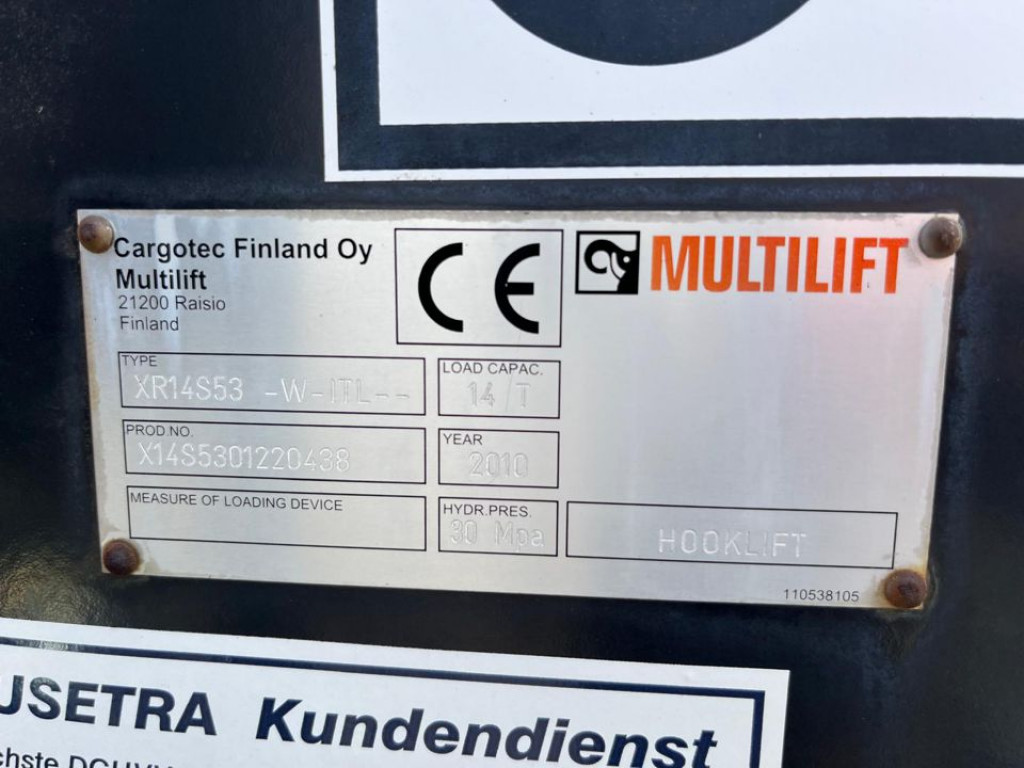 Cargotec Finland Oy
Multilift
21200 Raisio
Finland
CE
MULTILIFT
TYPE
XR14S53 -W-ITL--
LOAD CAPAC.
14 /T
PROD.NO.
X14S5301220438
YEAR
2010
MEASURE OF LOADING DEVICE
HYDR.PRES.
30 Mpa
HOOKLIFT
110538105
USETRA Kundendienst